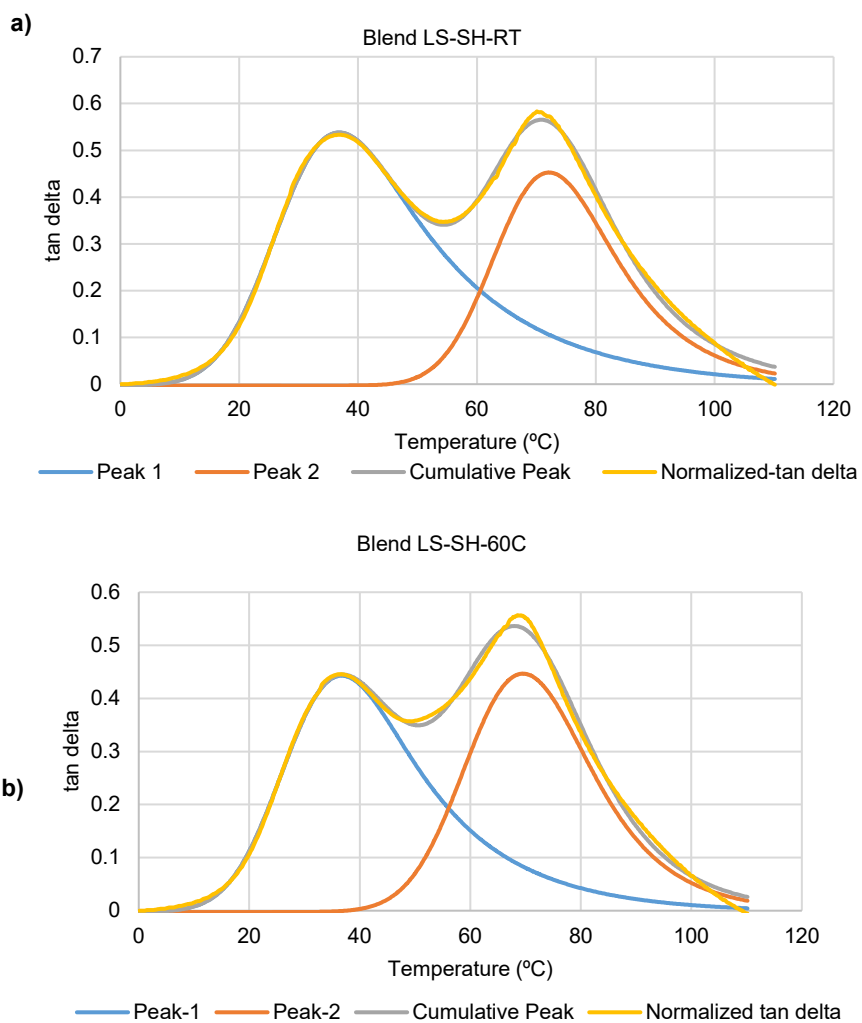 a)
Blend LS-SH-RT
0.7
0.6
0.5
0.4
0.3
0.2
0.1
0
tan delta
0 20 40 60 80 100 120
Temperature (ºC)
Peak 1 Peak 2 Cumulative Peak Normalized-tan delta
b)
Blend LS-SH-60C
0.6
0.5
0.4
0.3
0.2
0.1
0
tan delta
0 20 40 60 80 100 120
Temperature (ºC)
Peak-1 Peak-2 Cumulative Peak Normalized tan delta